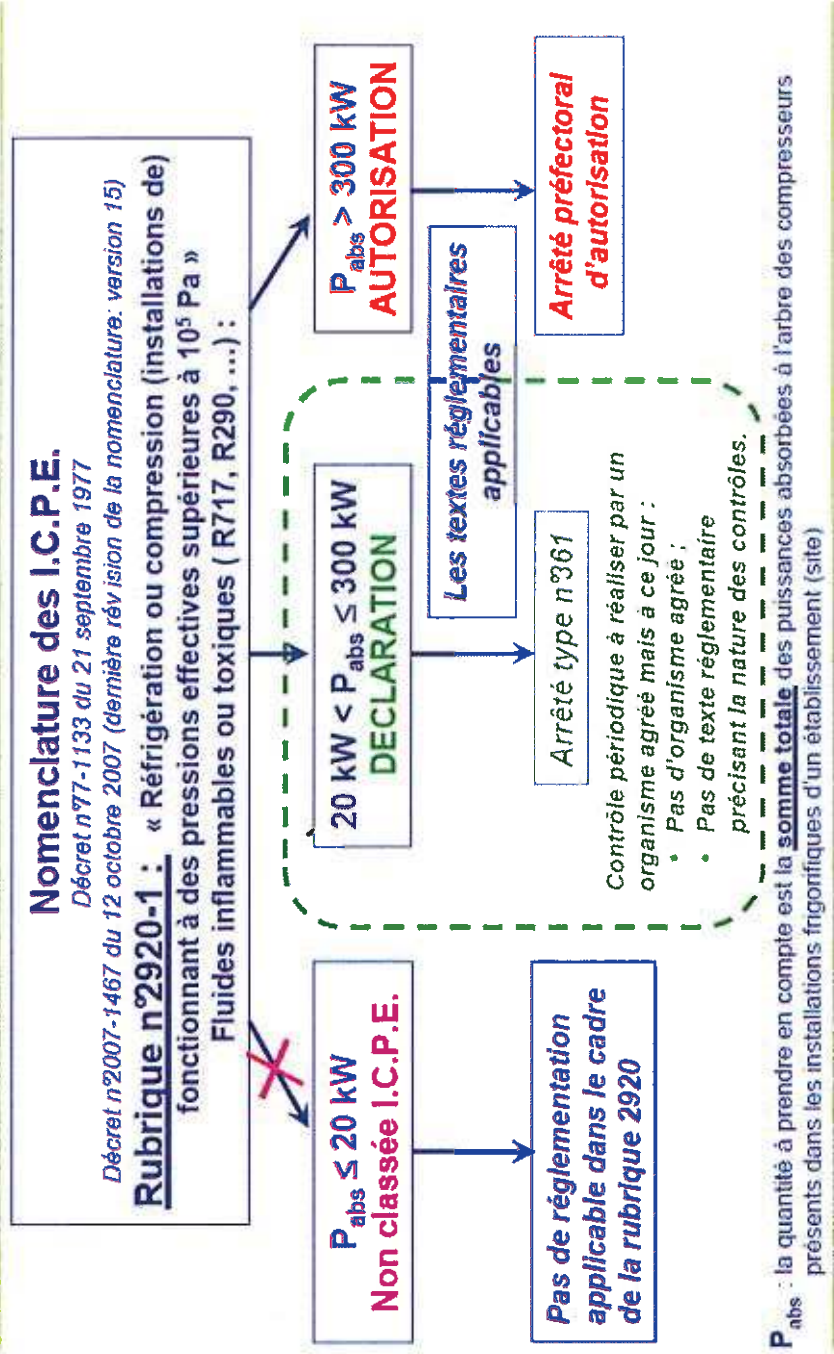 Nomenclature des I.C.P.E.
Décret n°77-1133 du 21 septembre 1977
Décret n°2007-1467 du 12 octobre 2007 (dernière révision de la nomenclature: version 15)
Rubrique n°2920-1 : « Réfrigération ou compression (installations de)
fonctionnant à des pressions effectives supérieures à 10⁵ Pa »
Fluides inflammables ou toxiques ( R717, R290, ...) :
P abs ≤ 20 kW
Non classée I.C.P.E.
20 kW < P abs ≤ 300 kW
DECLARATION
P abs > 300 kW
AUTORISATION
Les textes réglementaires
applicables
Pas de réglementation
applicable dans le cadre
de la rubrique 2920
Arrêté type n°361
Contrôle périodique à réaliser par un
organisme agréé mais à ce jour :
• Pas d'organisme agréé ;
• Pas de texte réglementaire
précisant la nature des contrôles.
Arrêté préfectoral
d'autorisation
P abs : la quantité à prendre en compte est la somme totale des puissances absorbées à l'arbre des compresseurs
présents dans les installations frigorifiques d'un établissement (site)